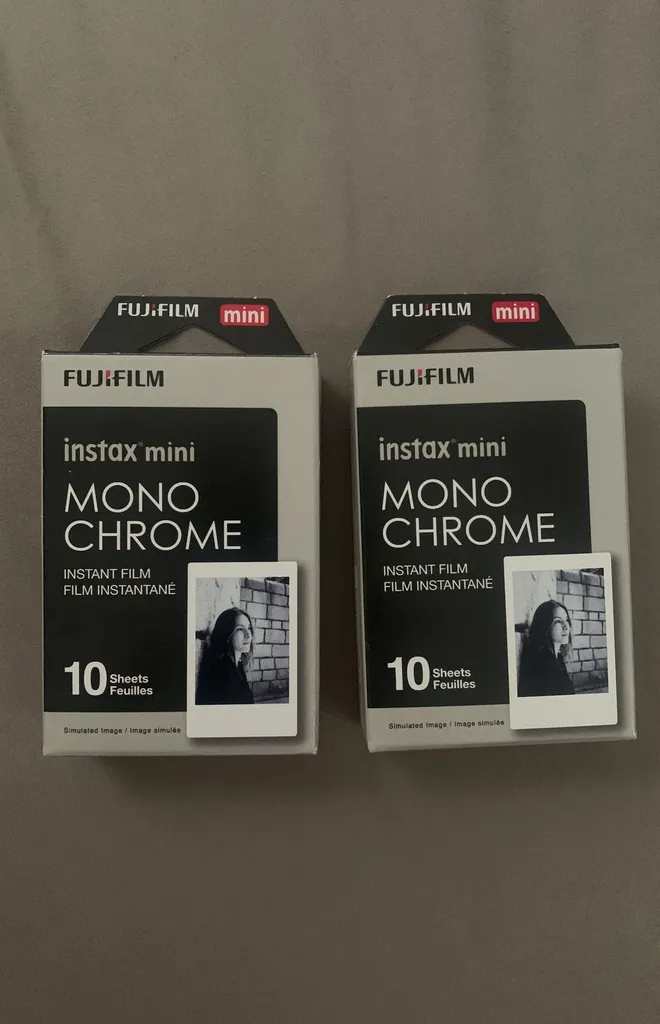 FUJIFILM mini
FUJIFILM
instax mini
MONO
CHROME
INSTANT FILM
FILM INSTANTANÉ
10 Sheets
Feuilles
Simulated Image / Image simulée
FUJIFILM mini
FUJIFILM
instax mini
MONO
CHROME
INSTANT FILM
FILM INSTANTANÉ
10 Sheets
Feuilles
Simulated Image / Image simulée